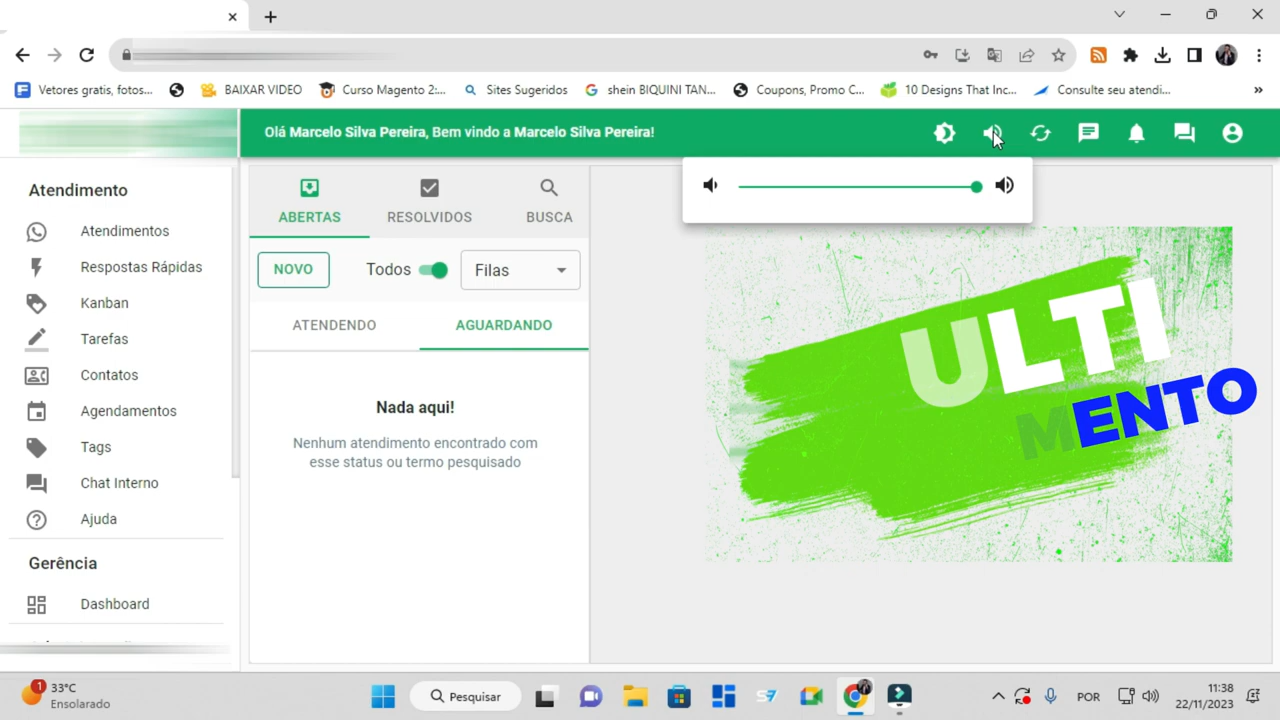 Vetores gratis, fotos...
BAIXAR VIDEO
Curso Magento 2:...
Sites Sugeridos
shein BIQUINI TAN...
Coupons, Promo C...
10 Designs That Inc...
Consulte seu atendi...
»
Olá Marcelo Silva Pereira, Bem vindo a Marcelo Silva Pereira!
Atendimento
Atendimentos
Respostas Rápidas
Kanban
Tarefas
Contatos
Agendamentos
Tags
Chat Interno
Ajuda
Gerência
Dashboard
ABERTAS
RESOLVIDOS
BUSCA
NOVO
Todos
Filas
ATENDENDO
AGUARDANDO
Nada aqui!
Nenhum atendimento encontrado com
esse status ou termo pesquisado
ULTI
MENTO
1
33°C
Ensolarado
Pesquisar
POR
11:38
22/11/2023